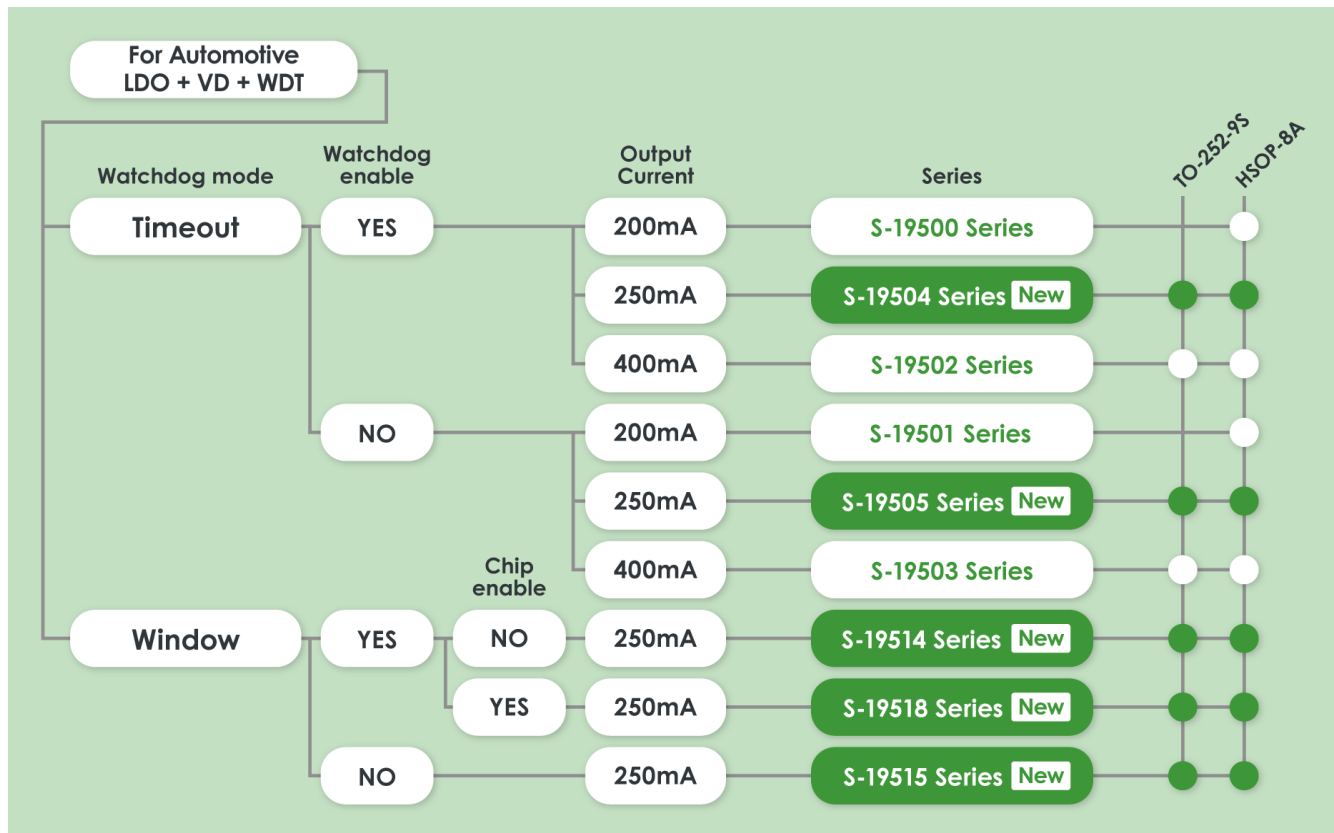 For Automotive
LDO + VD + WDT
Watchdog mode
Watchdog
enable
Output
Current
Series
TO-252-9S
HSOP-8A
Timeout
YES
200mA
S-19500 Series
250mA
S-19504 Series New
400mA
S-19502 Series
NO
200mA
S-19501 Series
250mA
S-19505 Series New
Chip
enable
400mA
S-19503 Series
Window
YES
NO
250mA
S-19514 Series New
YES
250mA
S-19518 Series New
NO
250mA
S-19515 Series New